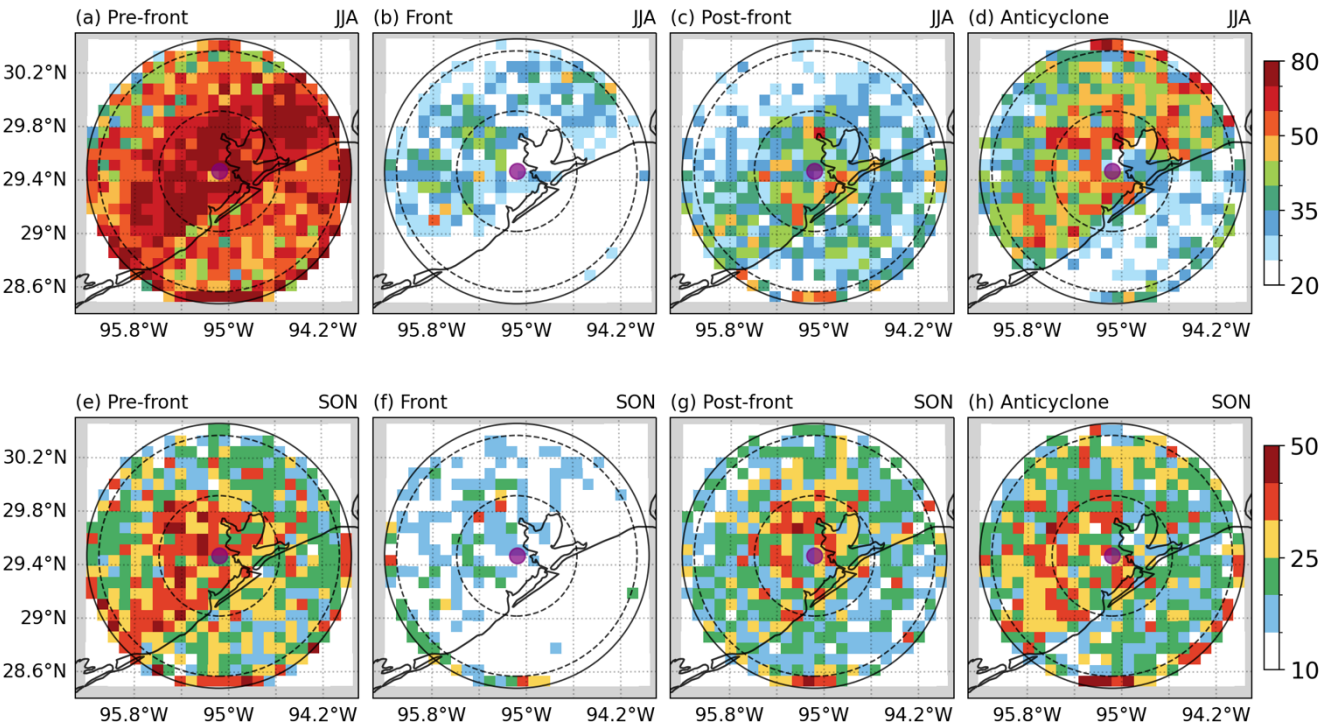 (a) Pre-front JJA (b) Front JJA (c) Post-front JJA (d) Anticyclone JJA
30.2°N
29.8°N
29.4°N
29°N
28.6°N
80
50
35
20
95.8°W 95°W 94.2°W 95.8°W 95°W 94.2°W 95.8°W 95°W 94.2°W 95.8°W 95°W 94.2°W
(e) Pre-front SON (f) Front SON (g) Post-front SON (h) Anticyclone SON
30.2°N
29.8°N
29.4°N
29°N
28.6°N
50
25
10
95.8°W 95°W 94.2°W 95.8°W 95°W 94.2°W 95.8°W 95°W 94.2°W 95.8°W 95°W 94.2°W